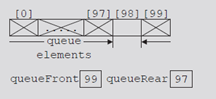 [0] [97] [98] [99]
queue
elements
queueFront 99 queueRear 97